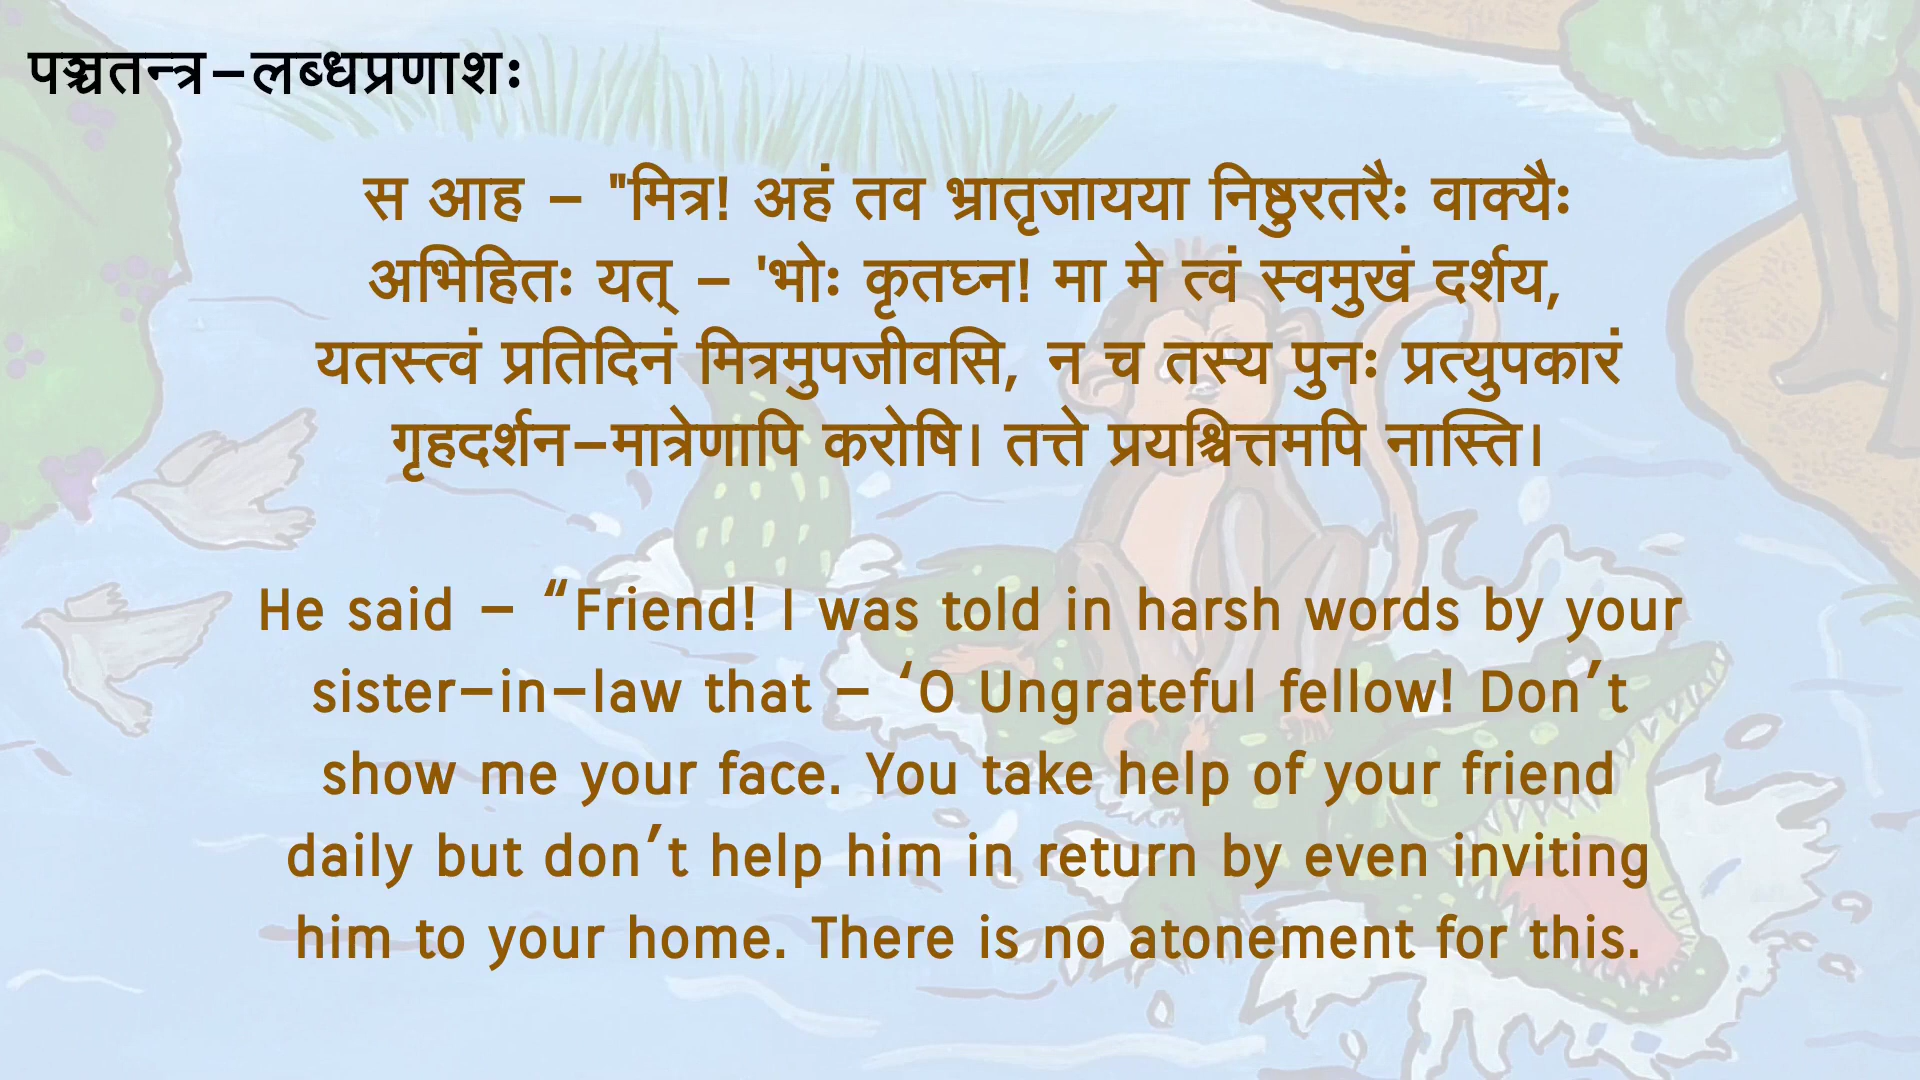 पञ्चतन्त्र-लब्धप्रणाशः
स आह - "मित्र! अहं तव भ्रातृजायया निष्ठुरतरैः वाक्यैः
अभिहितः यत् - 'भोः कृतघ्न! मा मे त्वं स्वमुखं दर्शय,
यतस्त्वं प्रतिदिनं मित्रमुपजीवसि, न च तस्य पुनः प्रत्युपकारं
गृहदर्शन-मात्रेणापि करोषि। तत्ते प्रयश्चित्तमपि नास्ति।
He said - “Friend! I was told in harsh words by your
sister-in-law that - ‘O Ungrateful fellow! Don’t
show me your face. You take help of your friend
daily but don’t help him in return by even inviting
him to your home. There is no atonement for this.